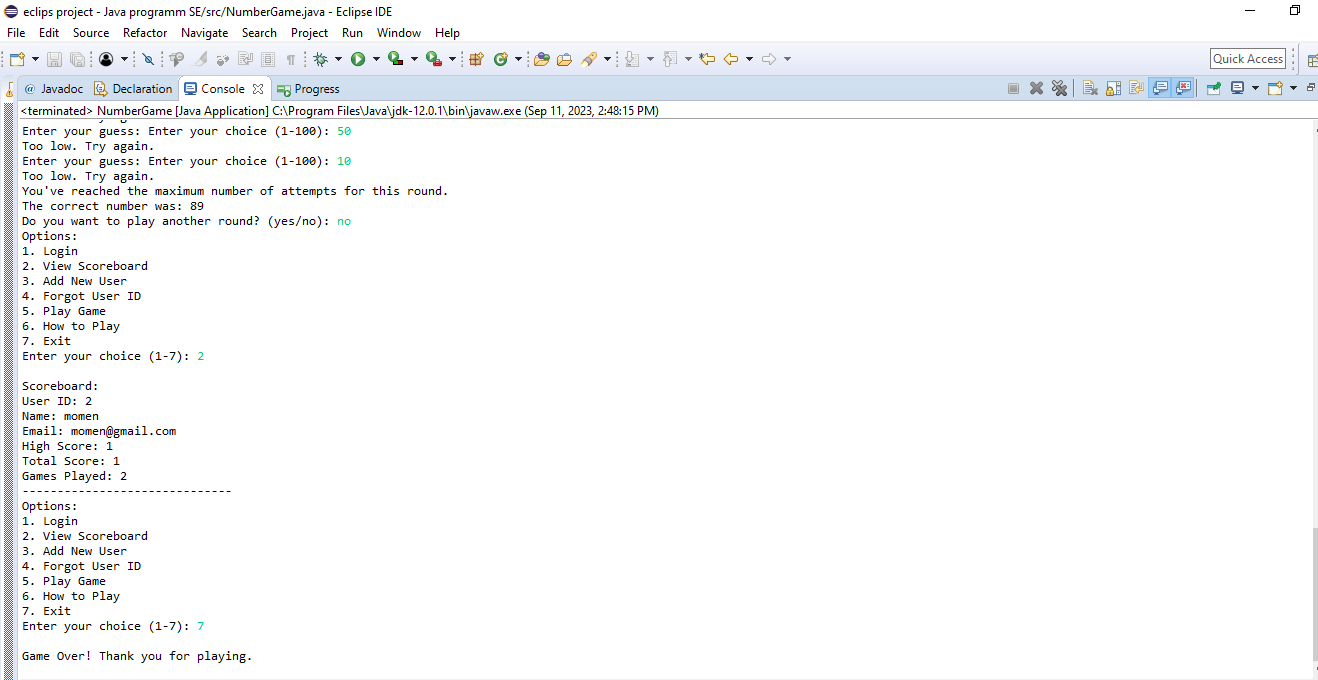 eclips project - Java programm SE/src/NumberGame.java - Eclipse IDE
File Edit Source Refactor Navigate Search Project Run Window Help
Quick Access
@ Javadoc Declaration Console Progress
<terminated> NumberGame [Java Application] C:\Program Files\Java\jdk-12.0.1\bin\javaw.exe (Sep 11, 2023, 2:48:15 PM)
Enter your guess: Enter your choice (1-100): 50
Too low. Try again.
Enter your guess: Enter your choice (1-100): 10
Too low. Try again.
You've reached the maximum number of attempts for this round.
The correct number was: 89
Do you want to play another round? (yes/no): no
Options:
1. Login
2. View Scoreboard
3. Add New User
4. Forgot User ID
5. Play Game
6. How to Play
7. Exit
Enter your choice (1-7): 2
Scoreboard:
User ID: 2
Name: momen
Email: momen@gmail.com
High Score: 1
Total Score: 1
Games Played: 2
------------------------------
Options:
1. Login
2. View Scoreboard
3. Add New User
4. Forgot User ID
5. Play Game
6. How to Play
7. Exit
Enter your choice (1-7): 7
Game Over! Thank you for playing.